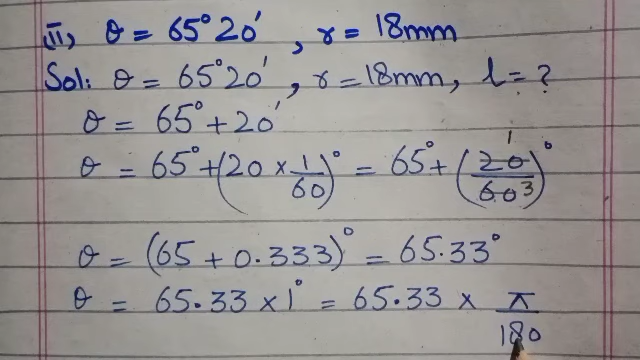 ii), θ = 65°20′, r = 18mm
Sol: θ = 65°20′, r = 18mm, l = ?
θ = 65° + 20′
θ = 65° + (20 × 1/60)° = 65° + (20 1/60 3)°
θ = (65 + 0.333)° = 65.33°
θ = 65.33 × 1° = 65.33 × π/180